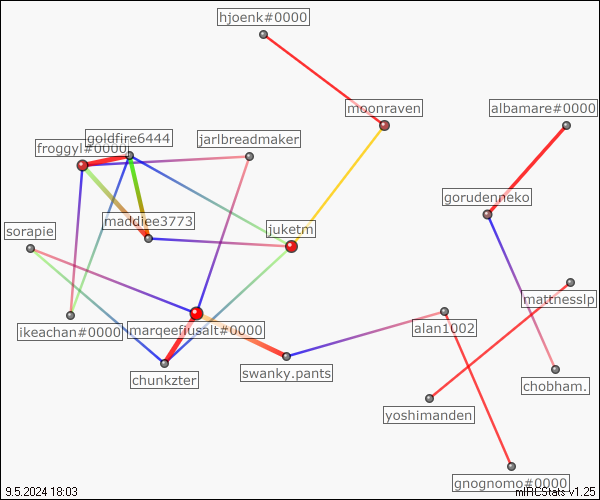 hjoenk#0000
moonraven
albamare#0000
goldfire6444
froggyl#0000
jarlbreadmaker
gorudenneko
maddiee3773
sorapie
juketm
mattnesslp
ikeachan#0000
marqeefiusalt#0000
alan1002
chunkzter
swanky.pants
chobham.
yoshimanden
gnognomo#0000
9.5.2024 18:03
mIRCStats v1.25